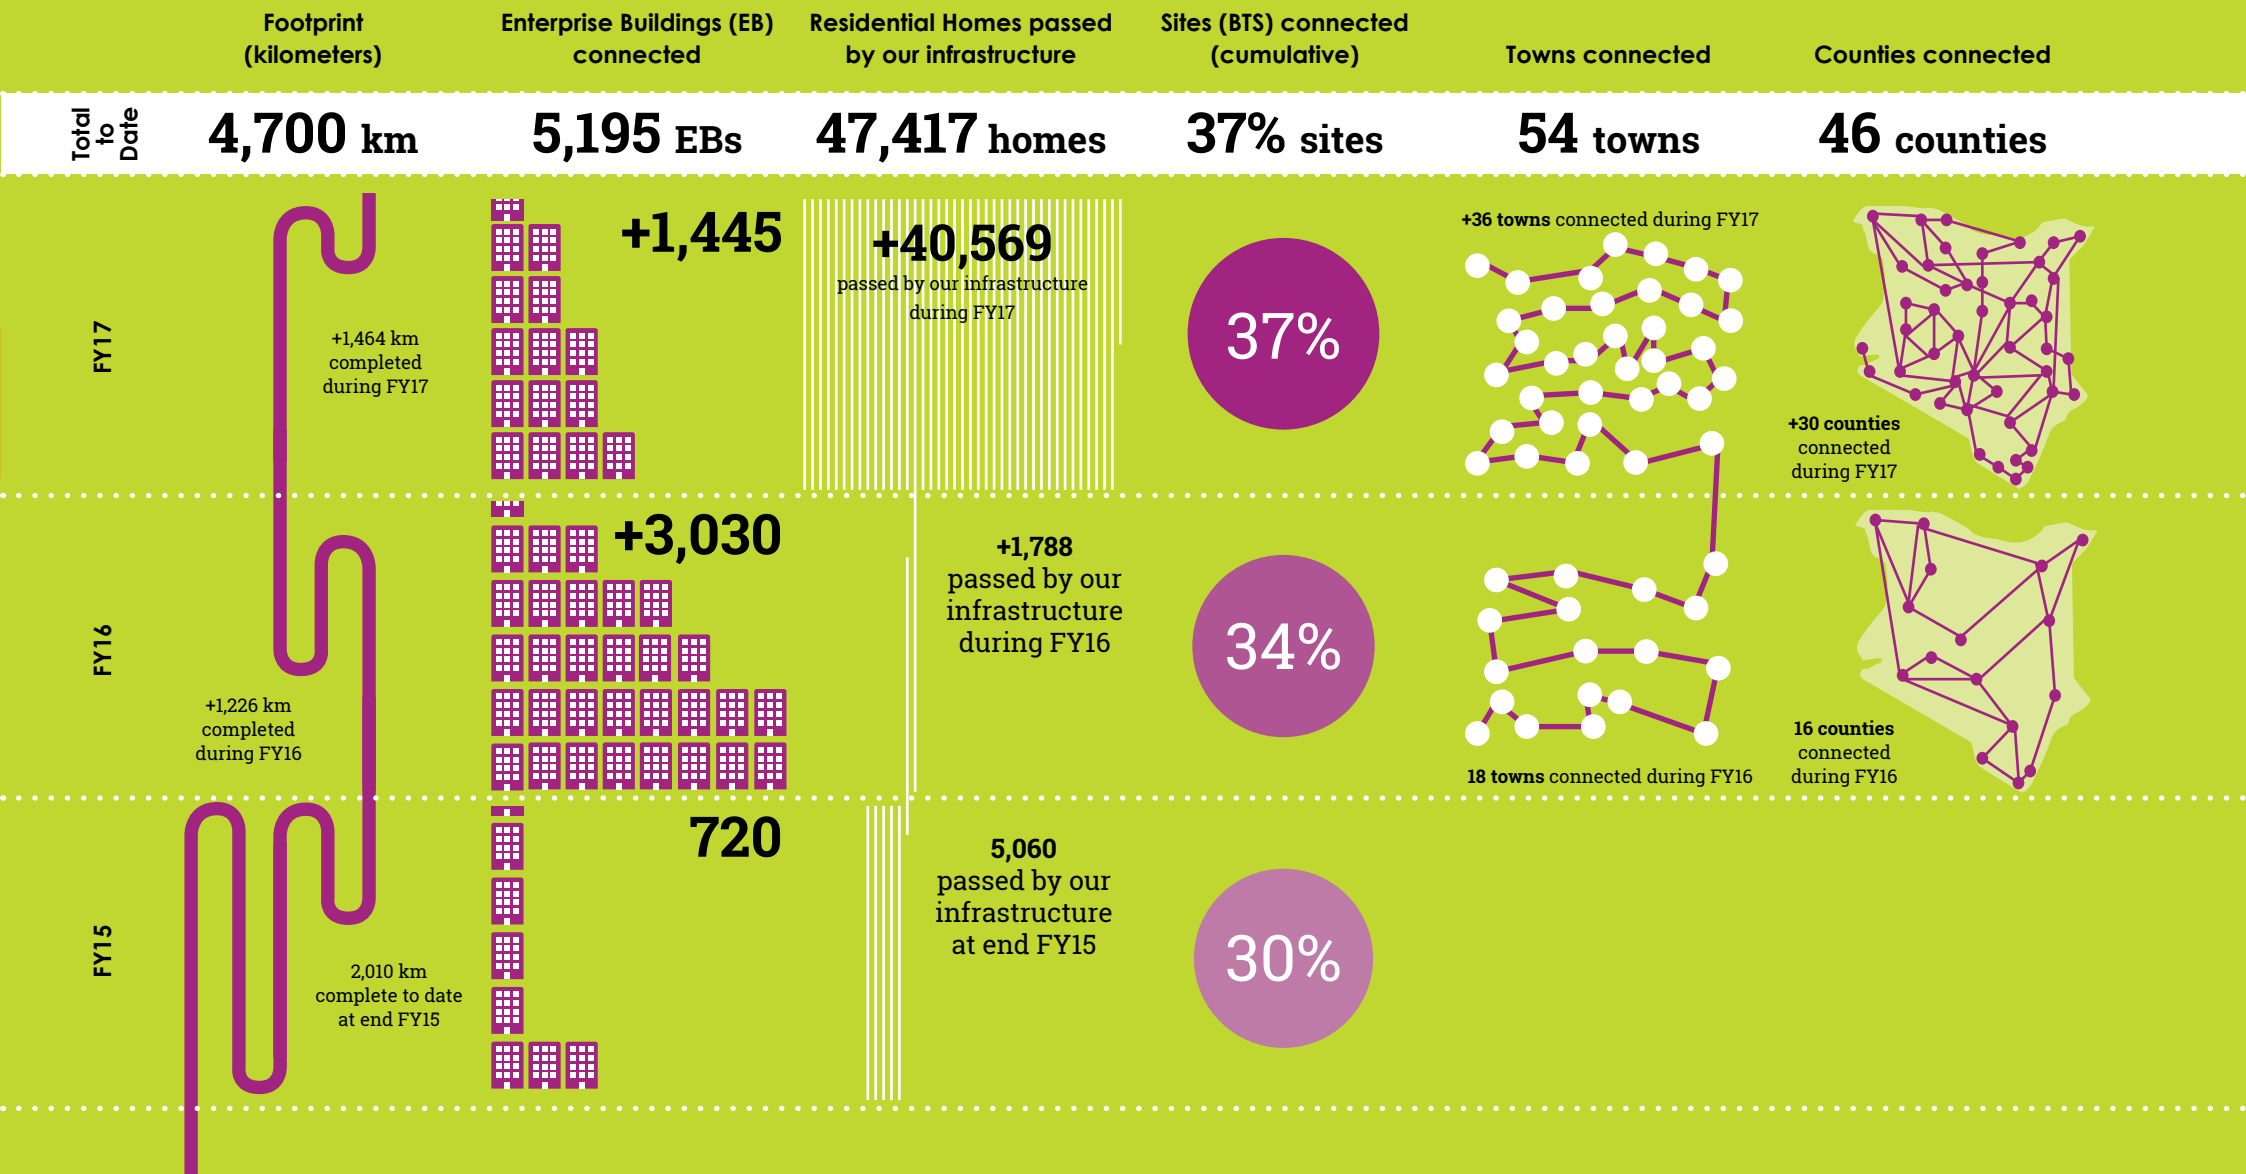 Footprint
(kilometers)
Enterprise Buildings (EB)
connected
Residential Homes passed
by our infrastructure
Sites (BTS) connected
(cumulative)
Towns connected
Counties connected
Total
to
Date
4,700 km
5,195 EBs
47,417 homes
37% sites
54 towns
46 counties
FY17
+1,464 km
completed
during FY17
+1,445
+40,569
passed by our infrastructure
during FY17
37%
+36 towns connected during FY17
+30 counties
connected
during FY17
FY16
+1,226 km
completed
during FY16
+3,030
+1,788
passed by our
infrastructure
during FY16
34%
18 towns connected during FY16
16 counties
connected
during FY16
FY15
2,010 km
complete to date
at end FY15
720
5,060
passed by our
infrastructure
at end FY15
30%